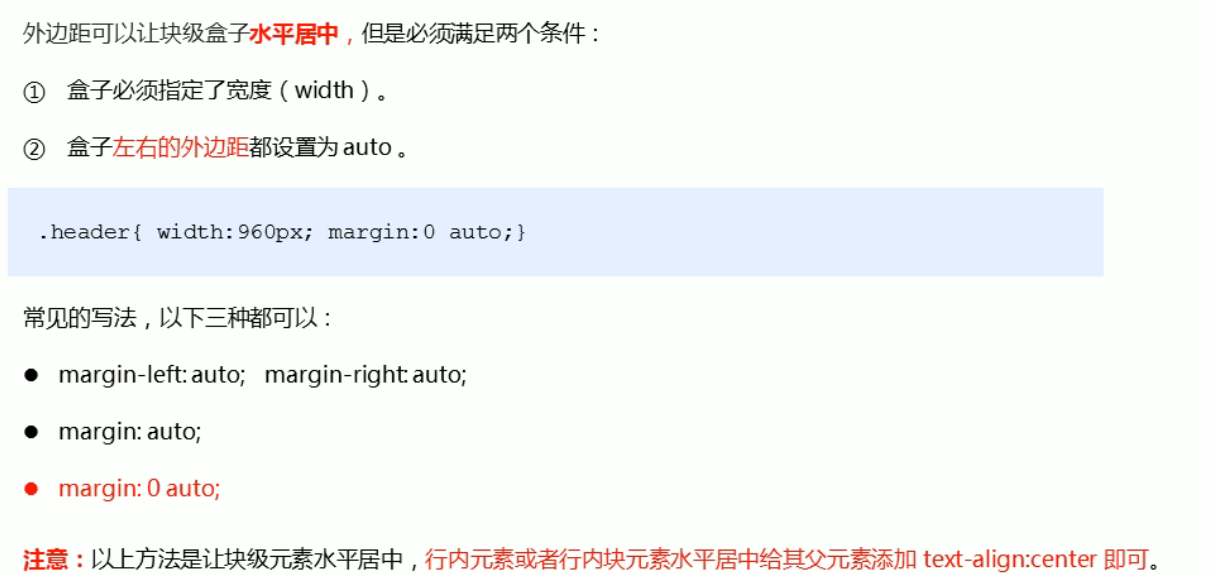 外边距可以让块级盒子水平居中，但是必须满足两个条件：
① 盒子必须指定了宽度（width）。
② 盒子左右的外边距都设置为 auto 。
.header{ width:960px; margin:0 auto;}
常见的写法，以下三种都可以：
● margin-left: auto; margin-right: auto;
● margin: auto;
● margin: 0 auto;
注意：以上方法是让块级元素水平居中，行内元素或者行内块元素水平居中给其父元素添加 text-align:center 即可。